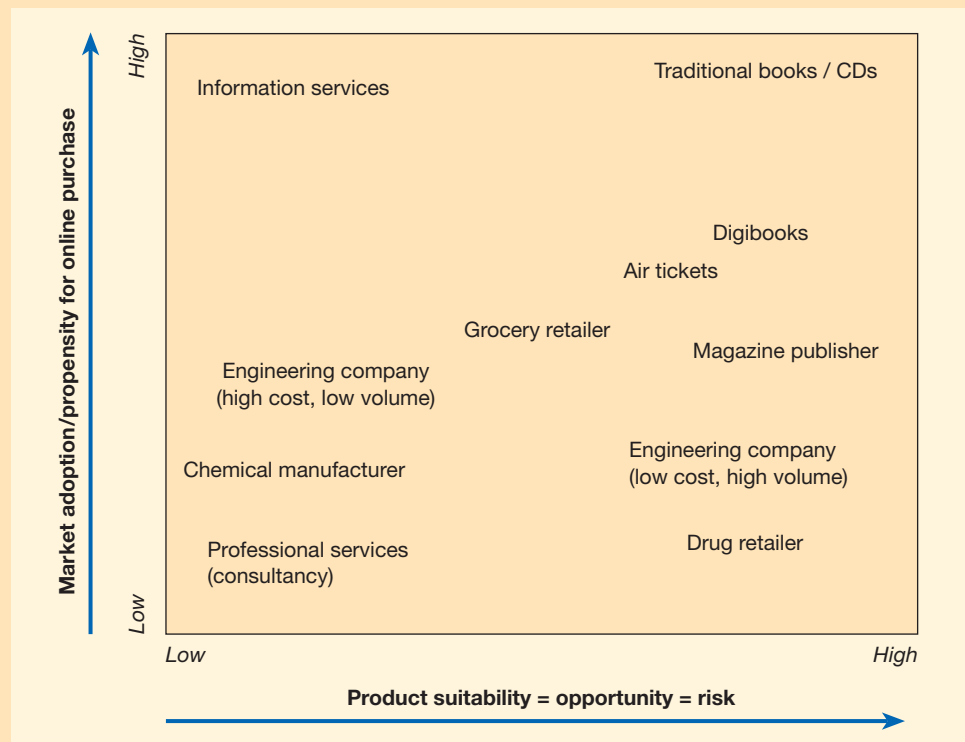 High
Traditional books / CDs
Information services
Market adoption/propensity for online purchase
Digibooks
Air tickets
Grocery retailer
Magazine publisher
Engineering company
(high cost, low volume)
Engineering company
(low cost, high volume)
Chemical manufacturer
Drug retailer
Professional services
(consultancy)
Low
Low
High
Product suitability = opportunity = risk